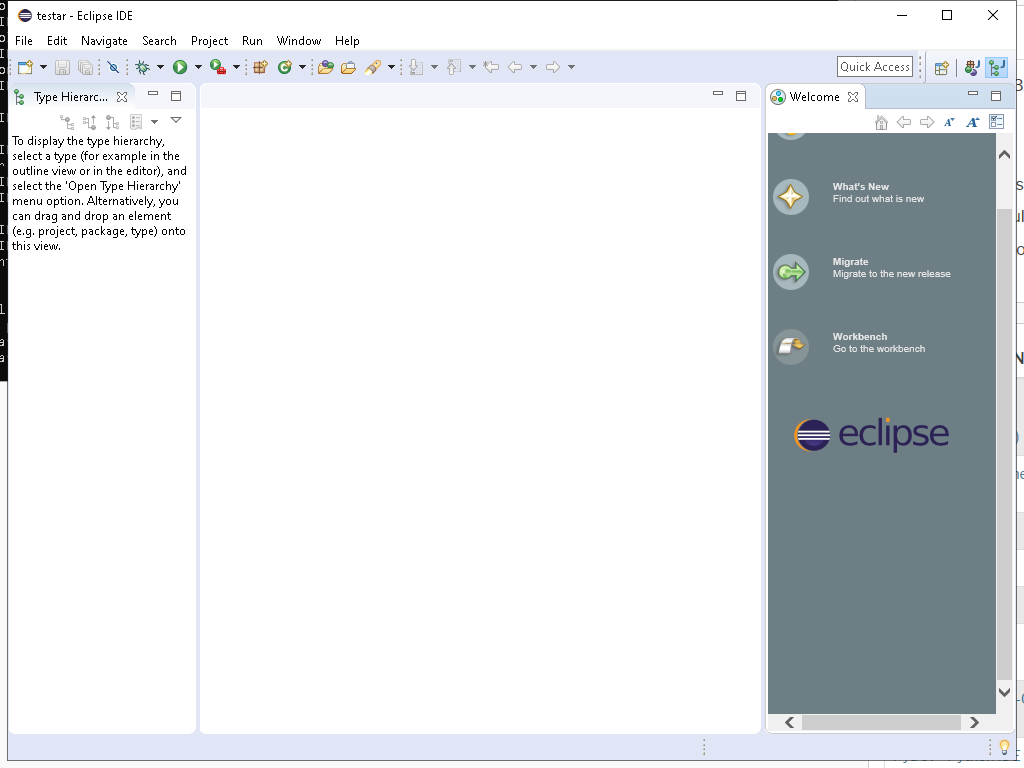 testar - Eclipse IDE
File Edit Navigate Search Project Run Window Help
Quick Access
Type Hierarc...
Welcome
To display the type hierarchy,
select a type (for example in the
outline view or in the editor), and
select the 'Open Type Hierarchy'
menu option. Alternatively, you
can drag and drop an element
(e.g. project, package, type) onto
this view.
What's New
Find out what is new
Migrate
Migrate to the new release
Workbench
Go to the workbench
eclipse